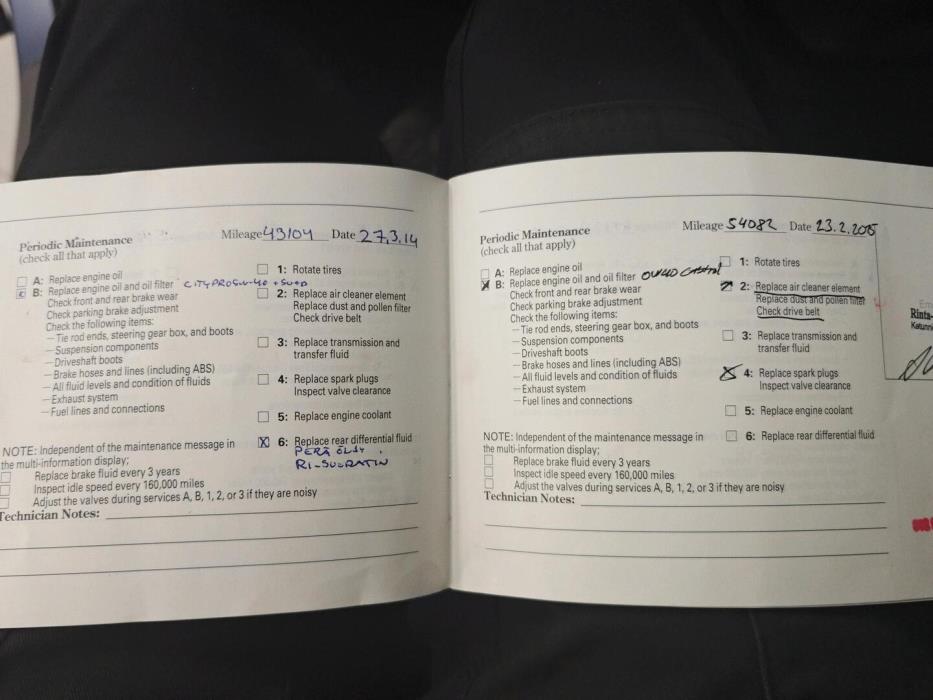 Periodic Maintenance
(check all that apply)
Mileage 49104 Date 27.3.14
A: Replace engine oil
B: Replace engine oil and oil filter
Check front and rear brake wear
Check parking brake adjustment
Check the following items:
— Tie rod ends, steering gear box, and boots
— Suspension components
— Driveshaft boots
— Brake hoses and lines (including ABS)
— All fluid levels and condition of fluids
— Exhaust system
— Fuel lines and connections
1: Rotate tires
2: Replace air cleaner element
Replace dust and pollen filter
Check drive belt
3: Replace transmission and
transfer fluid
4: Replace spark plugs
Inspect valve clearance
5: Replace engine coolant
X 6: Replace rear differential fluid
PERÄ ÖLJY
NOTE: Independent of the maintenance message in
the multi-information display;
Replace brake fluid every 3 years
Inspect idle speed every 160,000 miles
Adjust the valves during services A, B, 1, 2, or 3 if they are noisy
Technician Notes:
Periodic Maintenance
(check all that apply)
Mileage 54082 Date 23.2.2015
A: Replace engine oil
X B: Replace engine oil and oil filter 0W40 Castrol
Check front and rear brake wear
Check parking brake adjustment
Check the following items:
— Tie rod ends, steering gear box, and boots
— Suspension components
— Driveshaft boots
— Brake hoses and lines (including ABS)
— All fluid levels and condition of fluids
— Exhaust system
— Fuel lines and connections
1: Rotate tires
2: Replace air cleaner element
Replace dust and pollen filter
Check drive belt
3: Replace transmission and
transfer fluid
X 4: Replace spark plugs
Inspect valve clearance
5: Replace engine coolant
6: Replace rear differential fluid
NOTE: Independent of the maintenance message in
the multi-information display;
Replace brake fluid every 3 years
Inspect idle speed every 160,000 miles
Adjust the valves during services A, B, 1, 2, or 3 if they are noisy
Technician Notes:
Rinta-